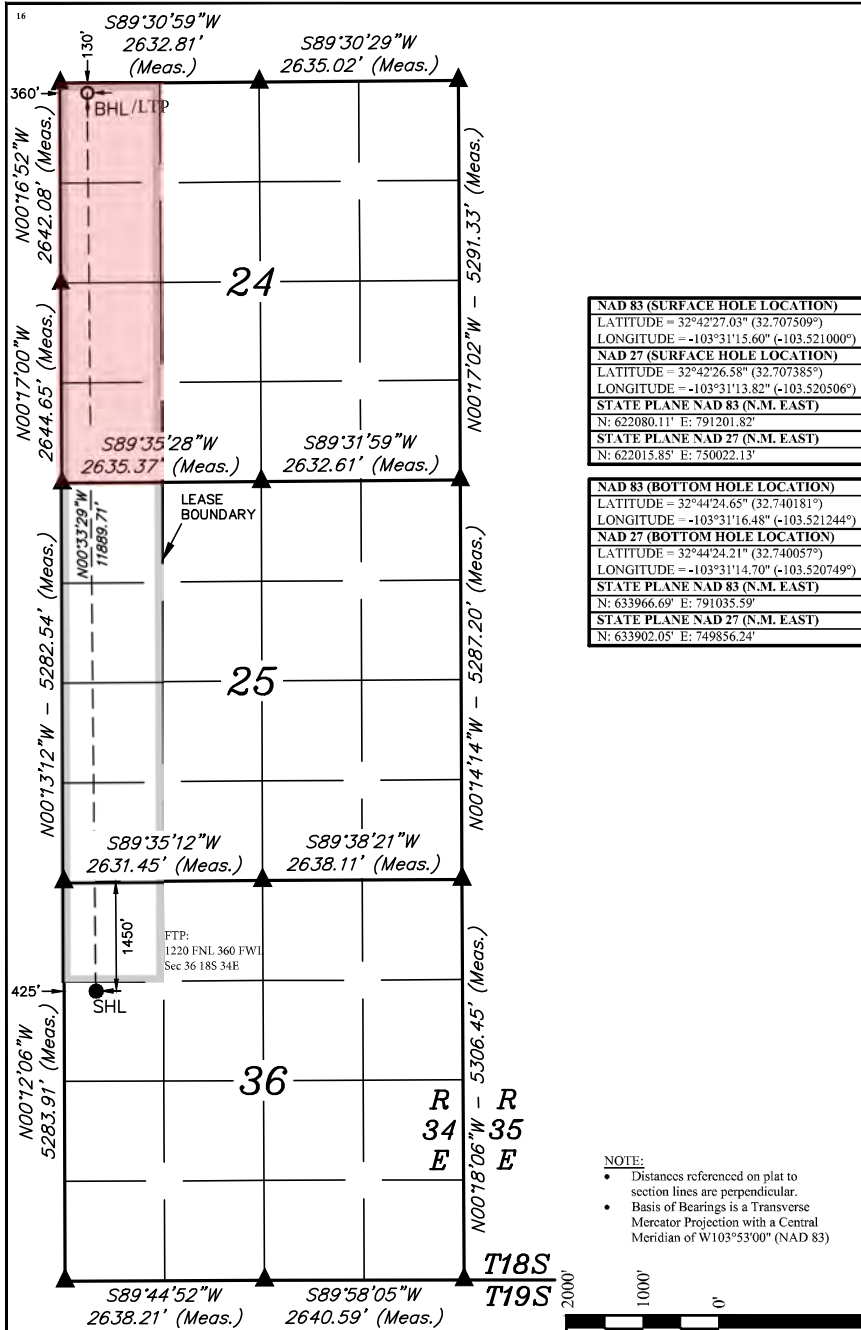 16
S89°30'59"W
2632.81'
(Meas.)
S89°30'29"W
2635.02'
130'
360'
BHL/LTP
N00°16'52"W
2642.08' (Meas.)
N00°17'00"W
2644.65' (Meas.)
24
N00°17'02"W - 5291.33' (Meas.)
S89°35'28"W
2635.37' (Meas.)
S89°31'59"W
2632.61' (Meas.)
LEASE
BOUNDARY
N00°33'29"W
11889.71'
N00°13'12"W - 5282.54' (Meas.)
25
N00°14'14"W - 5287.20' (Meas.)
S89°35'12"W
2631.45' (Meas.)
S89°38'21"W
2638.11' (Meas.)
1450'
FTP:
1220 FNL 360 FWL
Sec 36 18S 34E
425'
SHL
N00°12'06"W
5283.91' (Meas.)
36
R R
34 35
E E
N00°18'06"W - 5306.45' (Meas.)
T18S
T19S
S89°44'52"W
2638.21' (Meas.)
S89°58'05"W
2640.59' (Meas.)
NAD 83 (SURFACE HOLE LOCATION)
LATITUDE = 32°42'27.03" (32.707509°)
LONGITUDE = -103°31'15.60" (-103.521000°)
NAD 27 (SURFACE HOLE LOCATION)
LATITUDE = 32°42'26.58" (32.707385°)
LONGITUDE = -103°31'13.82" (-103.520506°)
STATE PLANE NAD 83 (N.M. EAST)
N: 622080.11' E: 791201.82'
STATE PLANE NAD 27 (N.M. EAST)
N: 622015.85' E: 750022.13'
NAD 83 (BOTTOM HOLE LOCATION)
LATITUDE = 32°44'24.65" (32.740181°)
LONGITUDE = -103°31'16.48" (-103.521244°)
NAD 27 (BOTTOM HOLE LOCATION)
LATITUDE = 32°44'24.21" (32.740057°)
LONGITUDE = -103°31'14.70" (-103.520749°)
STATE PLANE NAD 83 (N.M. EAST)
N: 633966.69' E: 791035.59'
STATE PLANE NAD 27 (N.M. EAST)
N: 633902.05' E: 749856.24'
NOTE:
• Distances referenced on plat to
section lines are perpendicular.
• Basis of Bearings is a Transverse
Mercator Projection with a Central
Meridian of W103°53'00" (NAD 83)
2000'
1000'
0'